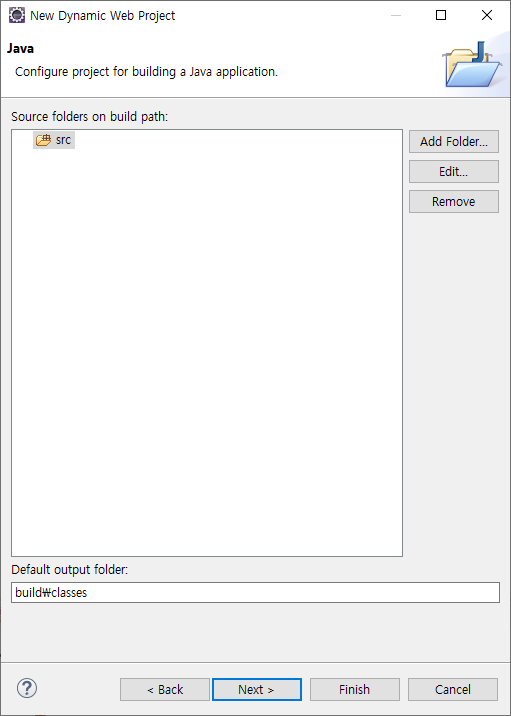 New Dynamic Web Project
Java
Configure project for building a Java application.
Source folders on build path:
src
Add Folder...
Edit...
Remove
Default output folder:
build₩classes
?
< Back
Next >
Finish
Cancel